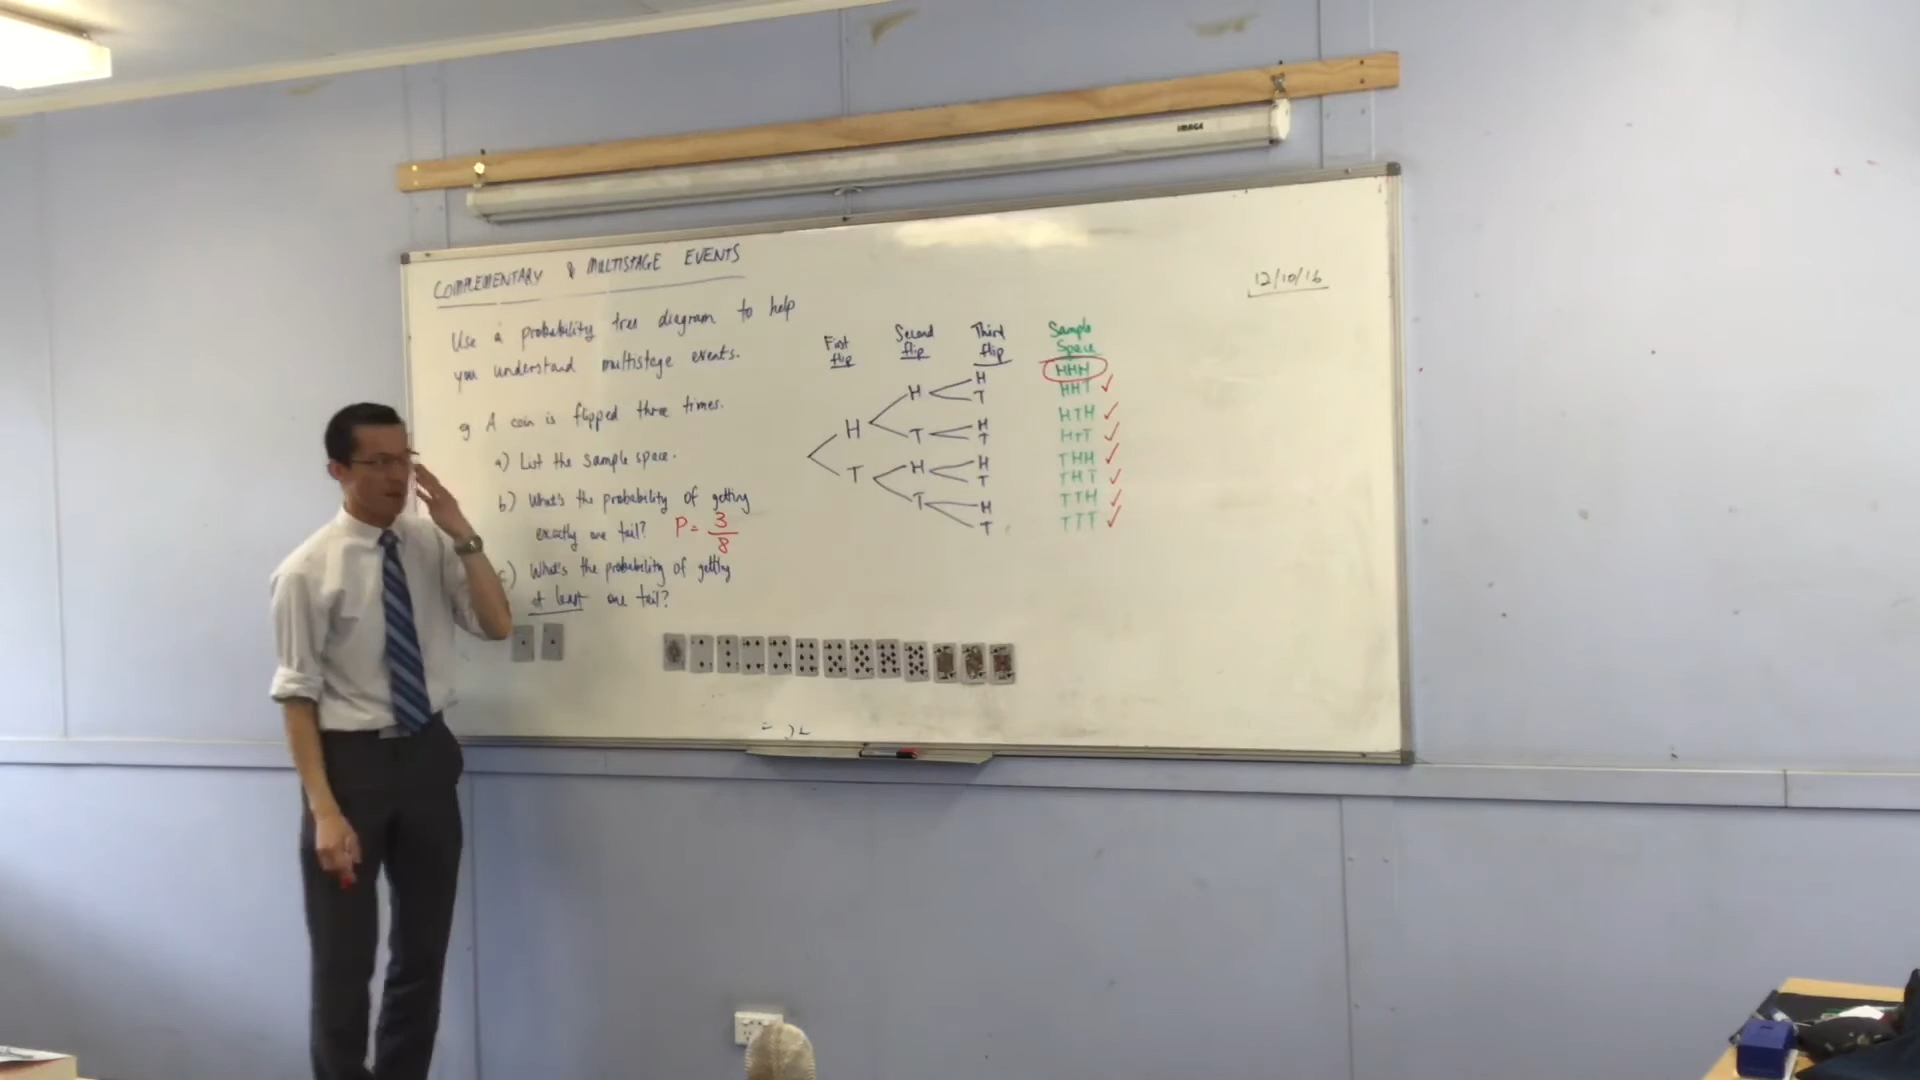 IMAGE
COMPLEMENTARY & MULTISTAGE EVENTS
12/10/16
Use a probability tree diagram to help
you understand multistage events.
eg A coin is flipped three times.
a) List the sample space.
b) What's the probability of getting
exactly one tail? P = 3/8
c) What's the probability of getting
at least one tail?
First flip
Second flip
Third flip
Sample Space
H
T
H
T
H
T
H
T
H
T
H
T
H
T
HHH
HHT ✓
HTH ✓
HTT ✓
THH ✓
THT ✓
TTH ✓
TTT ✓